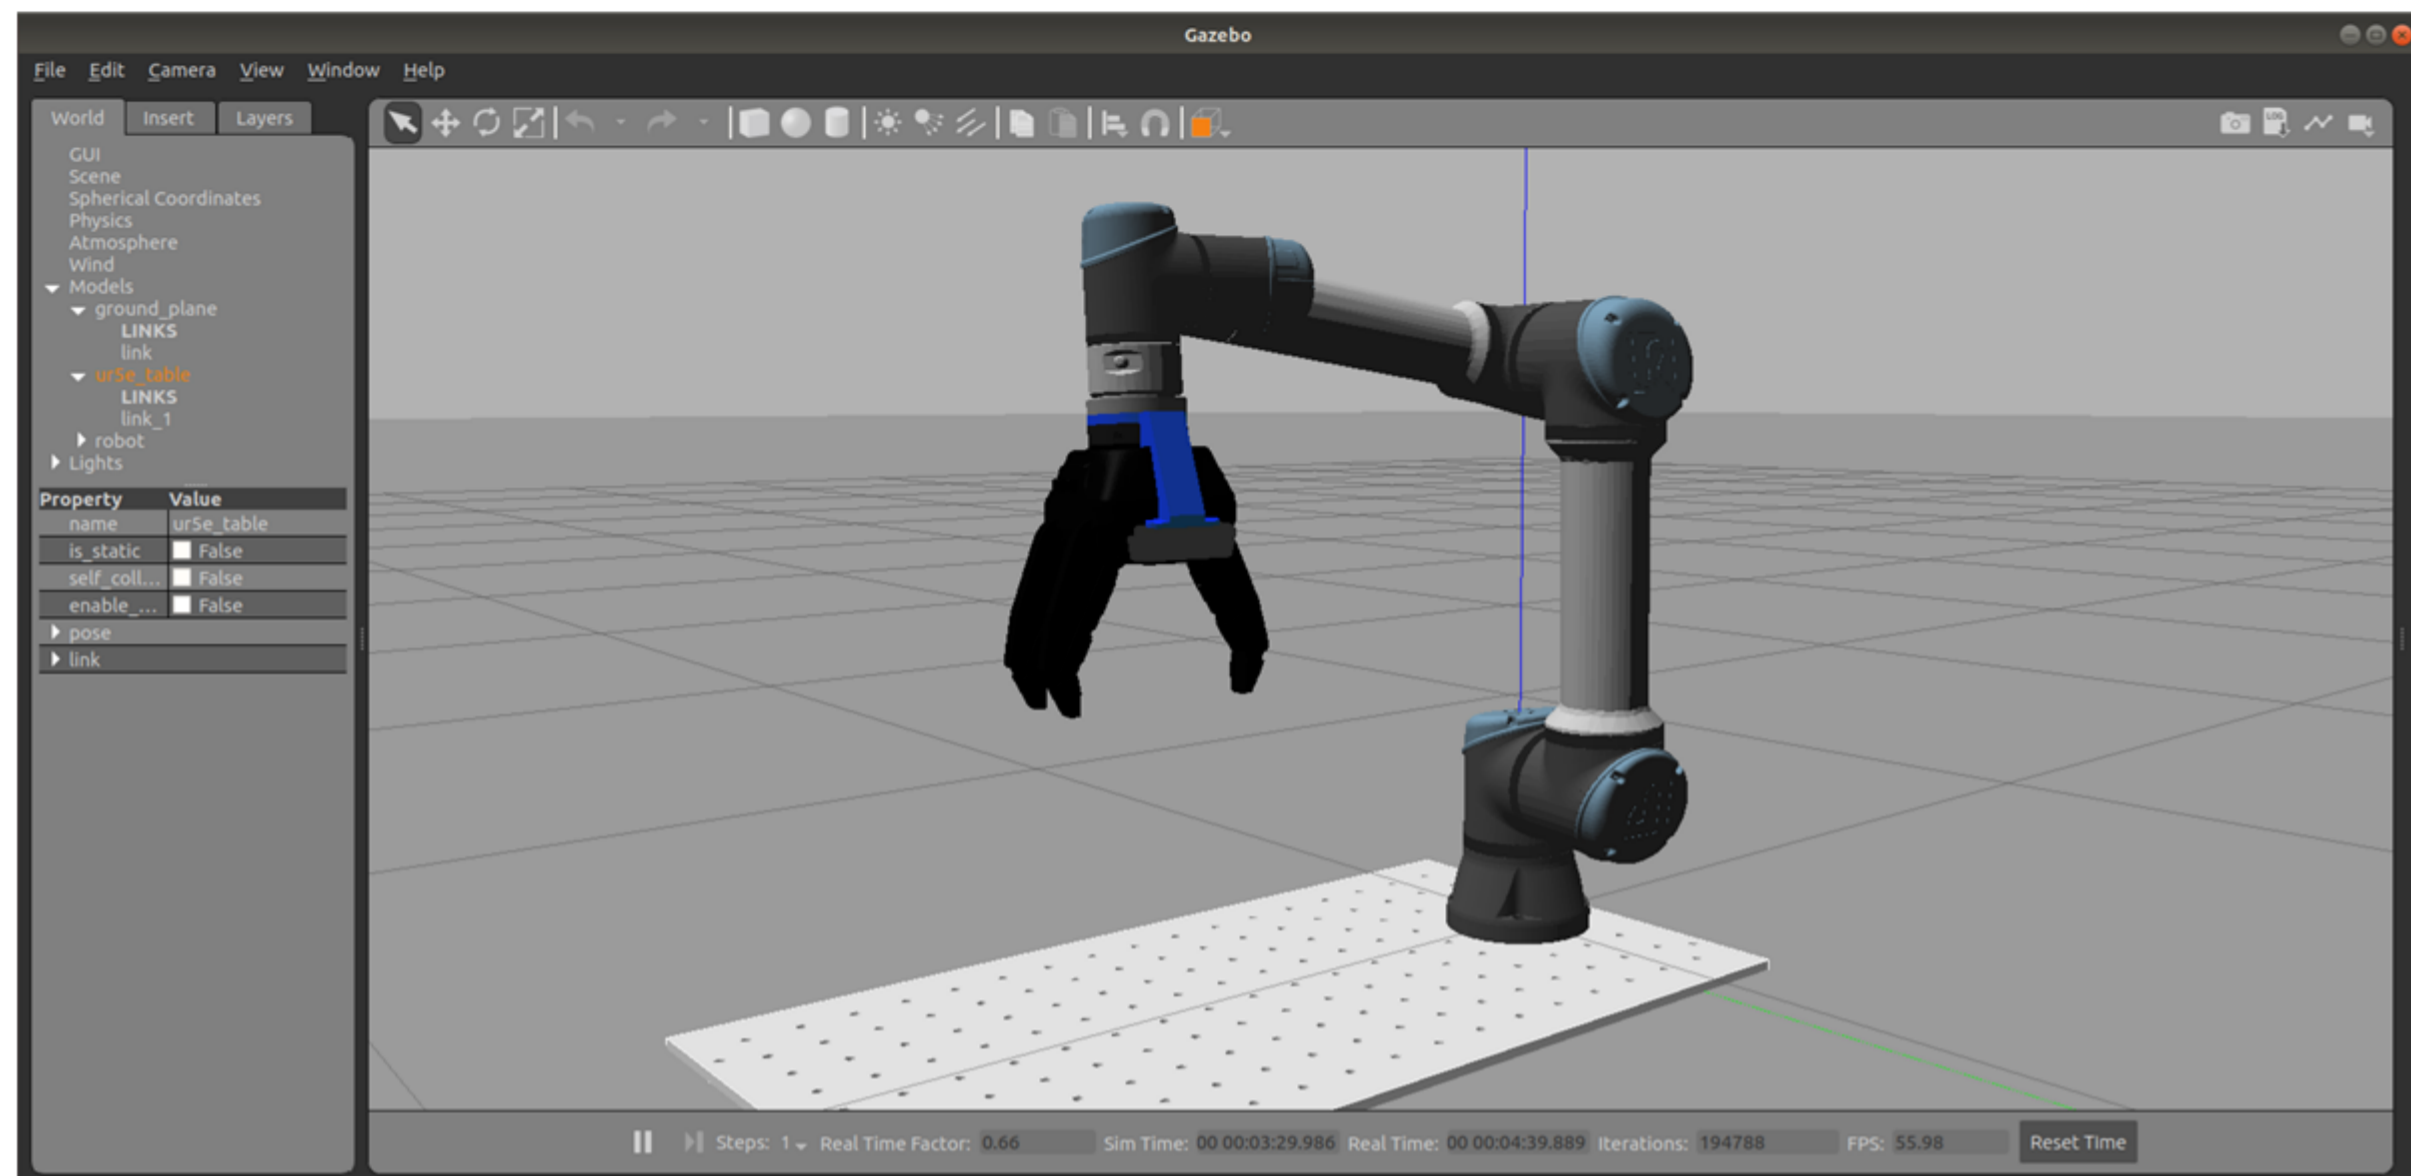 Gazebo
File Edit Camera View Window Help
World Insert Layers
GUI
Scene
Spherical Coordinates
Physics
Atmosphere
Wind
Models
ground_plane
LINKS
link
ur5e_table
LINKS
link_1
robot
Lights
Property Value
name ur5e_table
is_static False
self_coll... False
enable_... False
pose
link
LOG
Steps: 1 Real Time Factor: 0.66 Sim Time: 00 00:03:29.986 Real Time: 00 00:04:39.889 Iterations: 194788 FPS: 55.98 Reset Time